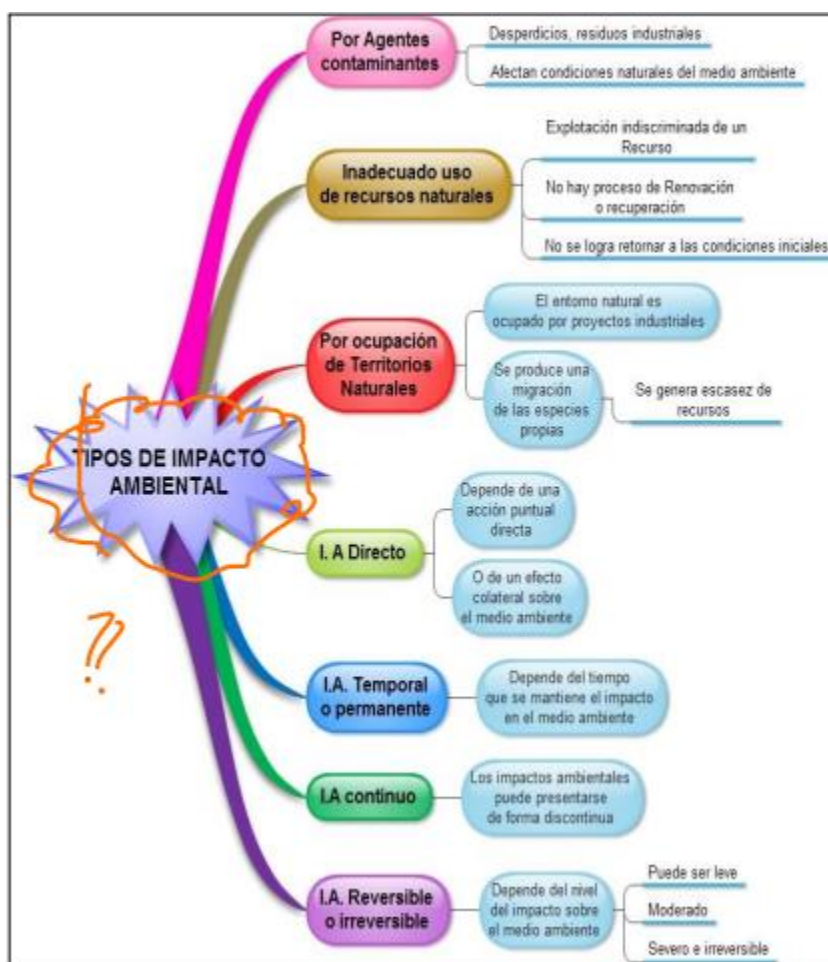 Por Agentes
contaminantes
Desperdicios, residuos industriales
Afectan condiciones naturales del medio ambiente
Inadecuado uso
de recursos naturales
Explotación indiscriminada de un
Recurso
No hay proceso de Renovación
o recuperación
No se logra retornar a las condiciones iniciales
Por ocupación
de Territorios
Naturales
El entorno natural es
ocupado por proyectos industriales
Se produce una
migración
de las especies
propias
Se genera escasez de
recursos
TIPOS DE IMPACTO
AMBIENTAL
I. A Directo
Depende de una
acción puntual
directa
O de un efecto
colateral sobre
el medio ambiente
??
I.A. Temporal
o permanente
Depende del tiempo
que se mantiene el impacto
en el medio ambiente
I.A continuo
Los impactos ambientales
puede presentarse
de forma discontinua
I.A. Reversible
o irreversible
Depende del nivel
del impacto sobre
el medio ambiente
Puede ser leve
Moderado
Severo e irreversible